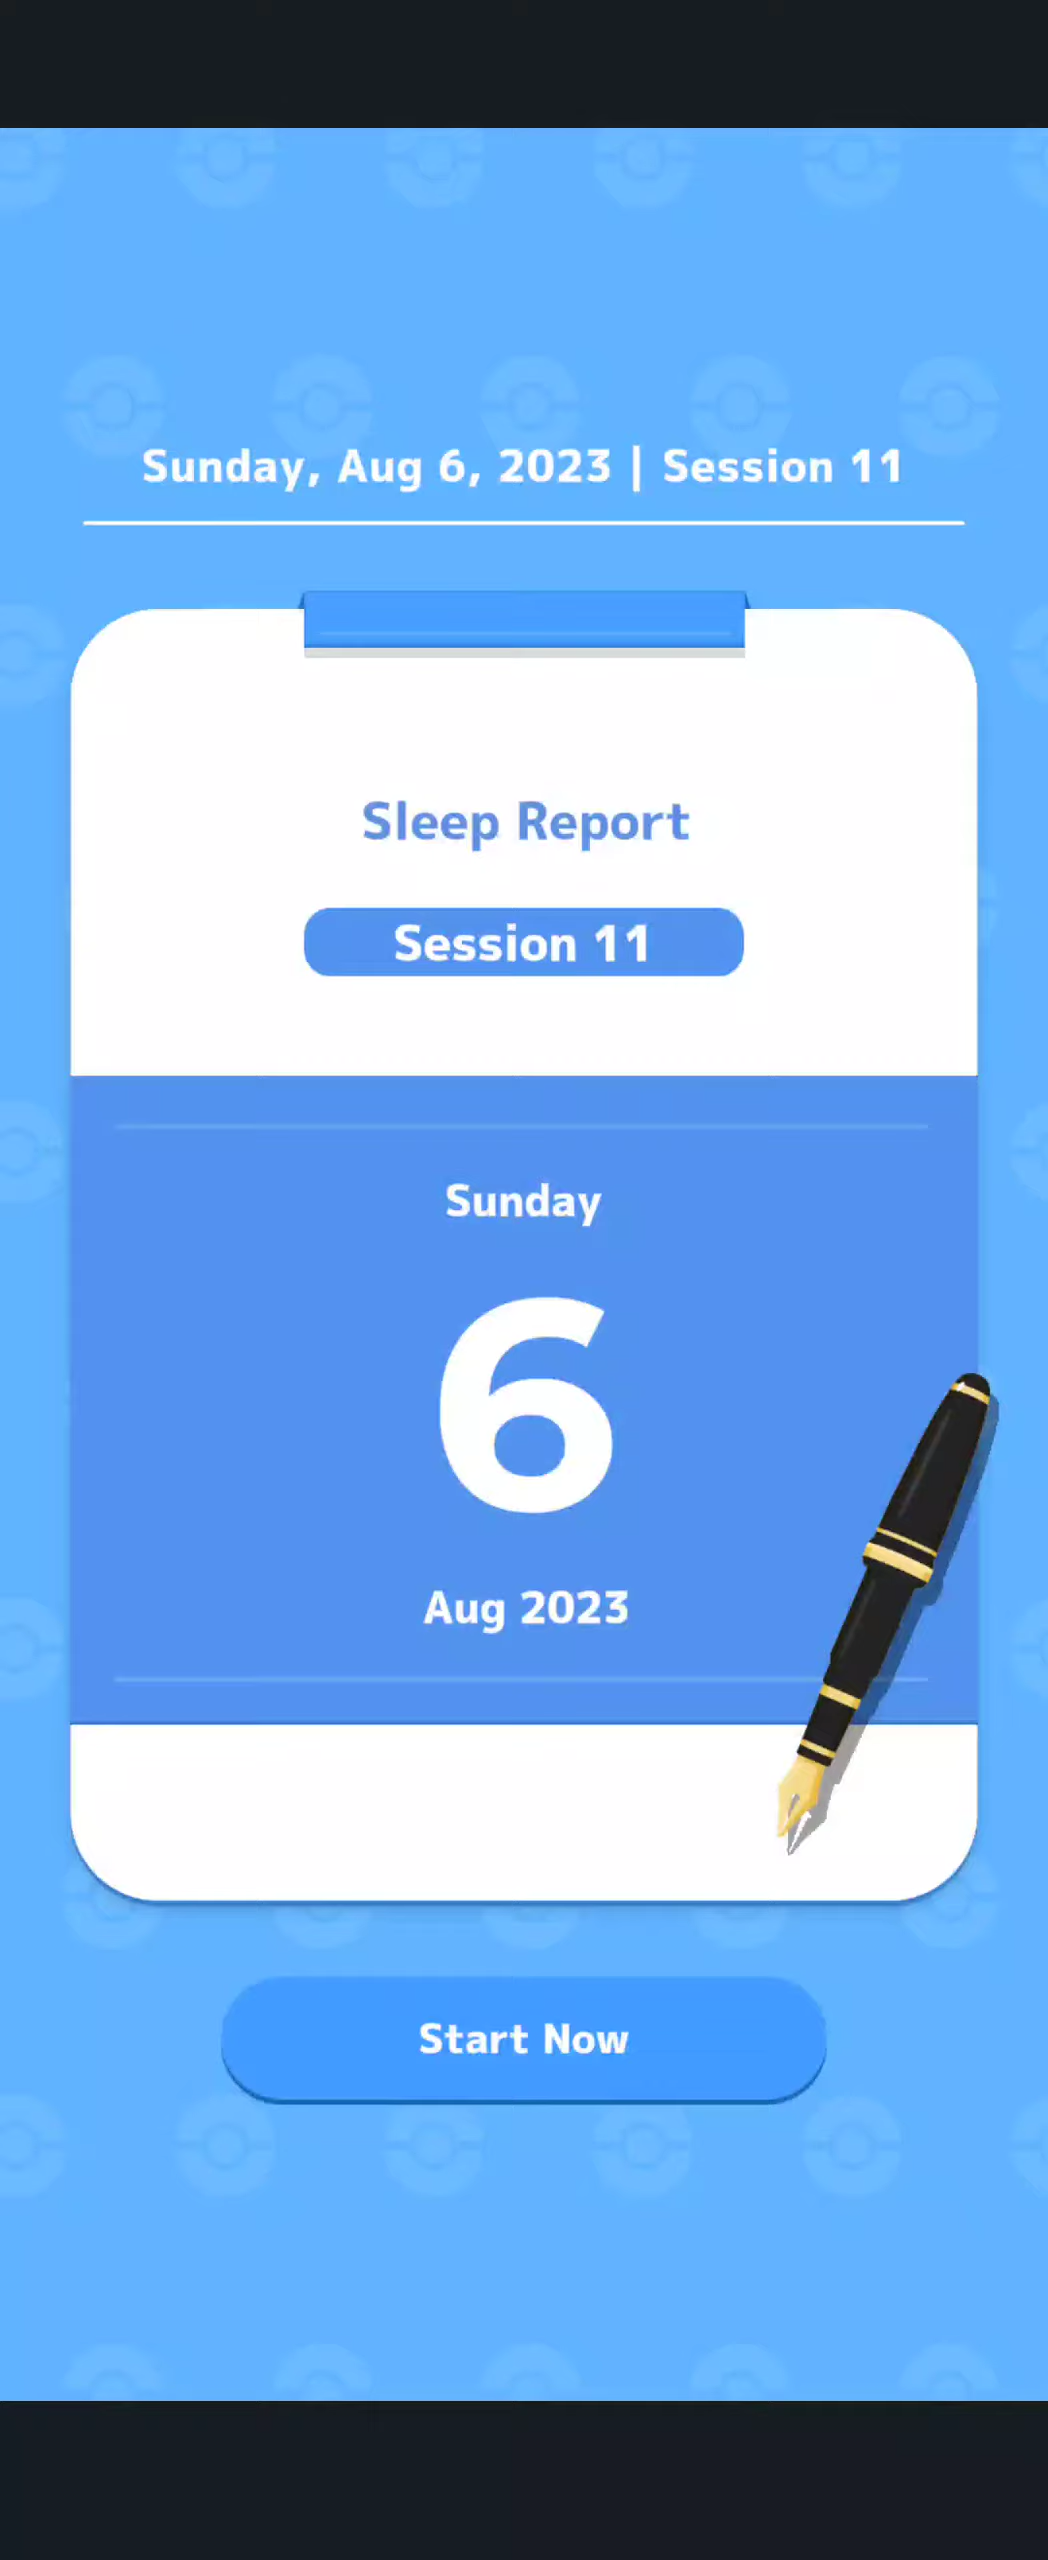 Sunday, Aug 6, 2023 | Session 11
Sleep Report
Session 11
Sunday
6
Aug 2023
Start Now